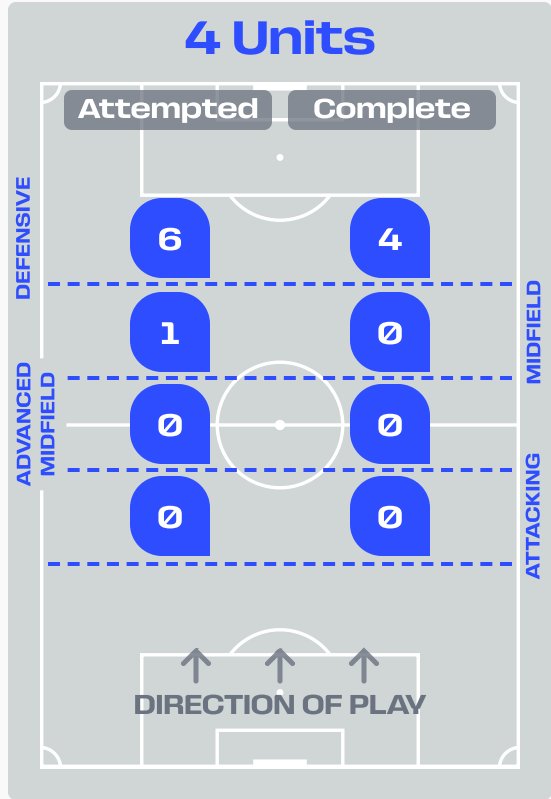 4 Units
Attempted Complete
DEFENSIVE
6 4
MIDFIELD
1 0
ADVANCED
MIDFIELD
0 0
ATTACKING
0 0
DIRECTION OF PLAY